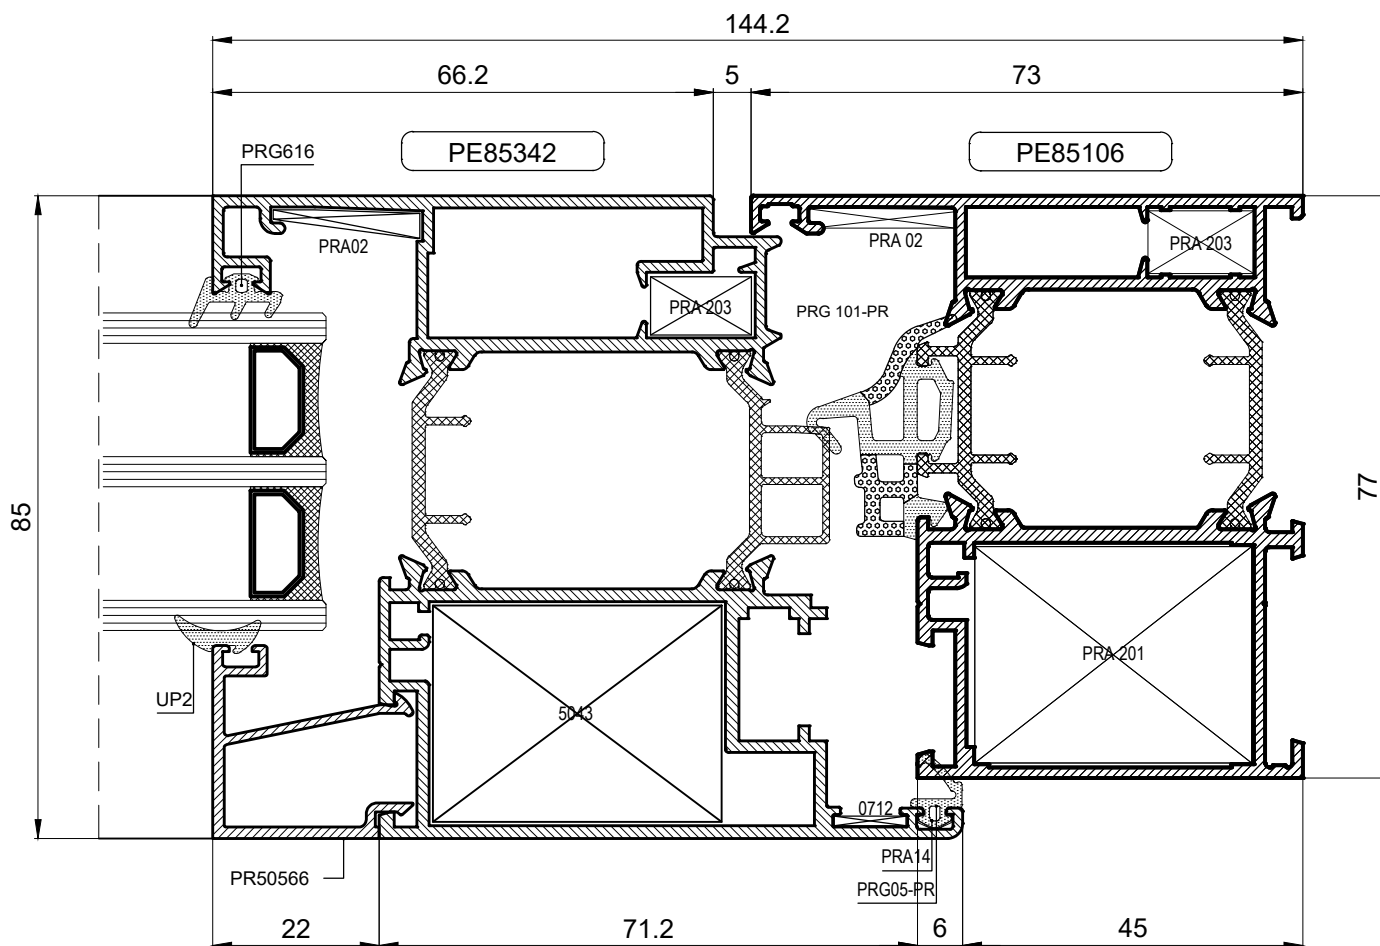 144.2
66.2
5
73
PE85342
PE85106
PRG616
PRA02
PRA 02
PRA 203
PRA 203
PRG 101-PR
85
77
PRA 201
5043
UP2
0712
PRA14
PR50566
PRG05-PR
22
71.2
6
45